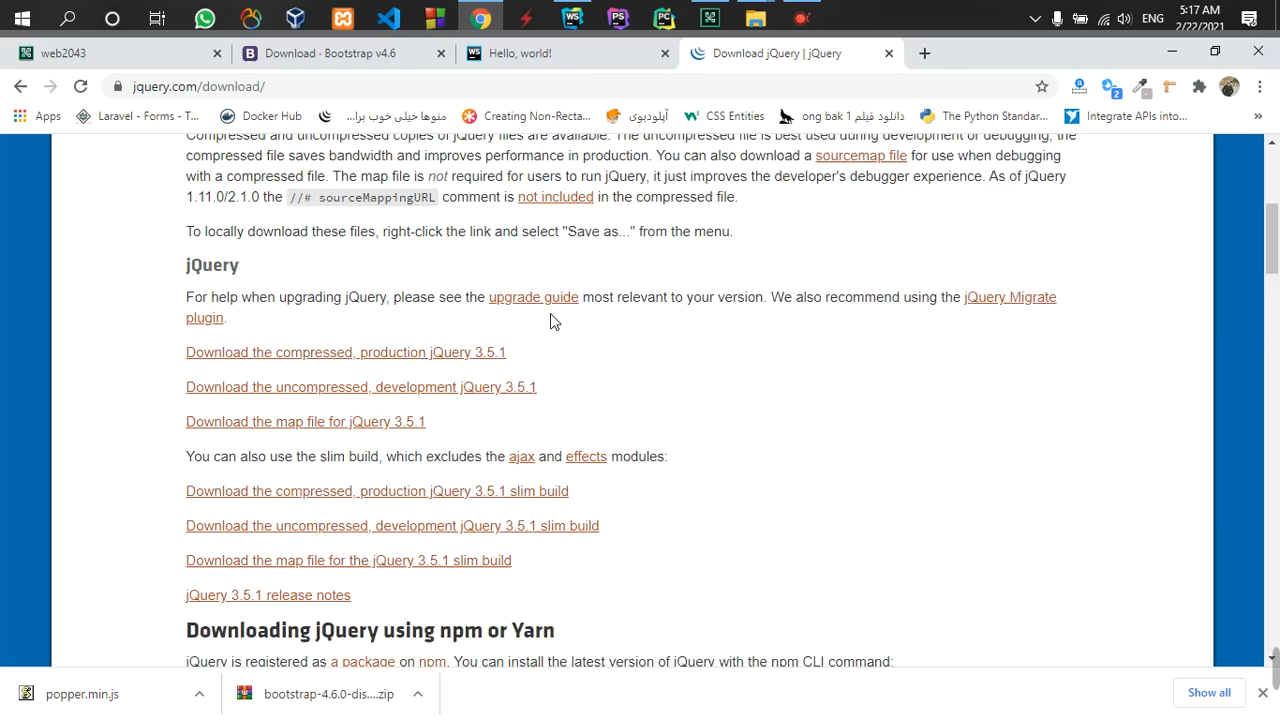 5:17 AM
ENG
2/22/2021
web2043
Download · Bootstrap v4.6
Hello, world!
Download jQuery | jQuery
jquery.com/download/
2
Apps
Laravel - Forms - T...
Docker Hub
منوها خیلی خوب برا...
Creating Non-Recta...
آپلودبوی
CSS Entities
دانلود فیلم ong bak 1
The Python Standar...
Integrate APIs into...
»
Compressed and uncompressed copies of jQuery files are available. The uncompressed file is best used during development or debugging; the
compressed file saves bandwidth and improves performance in production. You can also download a sourcemap file for use when debugging
with a compressed file. The map file is not required for users to run jQuery, it just improves the developer's debugger experience. As of jQuery
1.11.0/2.1.0 the //# sourceMappingURL comment is not included in the compressed file.
To locally download these files, right-click the link and select "Save as..." from the menu.
jQuery
For help when upgrading jQuery, please see the upgrade guide most relevant to your version. We also recommend using the jQuery Migrate
plugin.
Download the compressed, production jQuery 3.5.1
Download the uncompressed, development jQuery 3.5.1
Download the map file for jQuery 3.5.1
You can also use the slim build, which excludes the ajax and effects modules:
Download the compressed, production jQuery 3.5.1 slim build
Download the uncompressed, development jQuery 3.5.1 slim build
Download the map file for the jQuery 3.5.1 slim build
jQuery 3.5.1 release notes
Downloading jQuery using npm or Yarn
jQuery is registered as a package on npm. You can install the latest version of jQuery with the npm CLI command:
popper.min.js
bootstrap-4.6.0-dis....zip
Show all